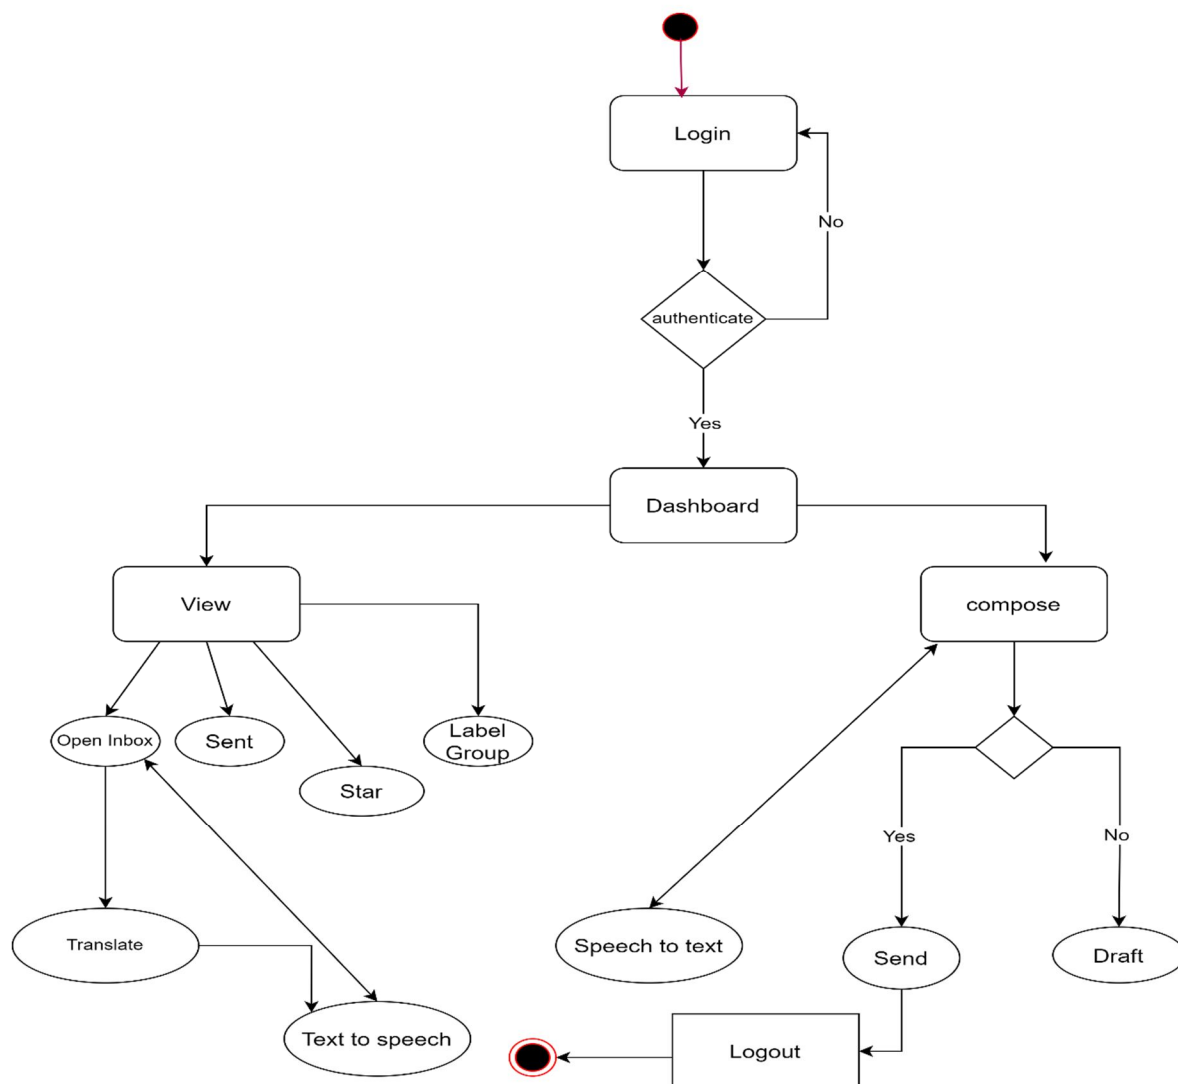 Login
No
authenticate
Yes
Dashboard
View
compose
Open Inbox
Sent
Label
Group
Star
Yes
No
Translate
Speech to text
Send
Draft
Text to speech
Logout